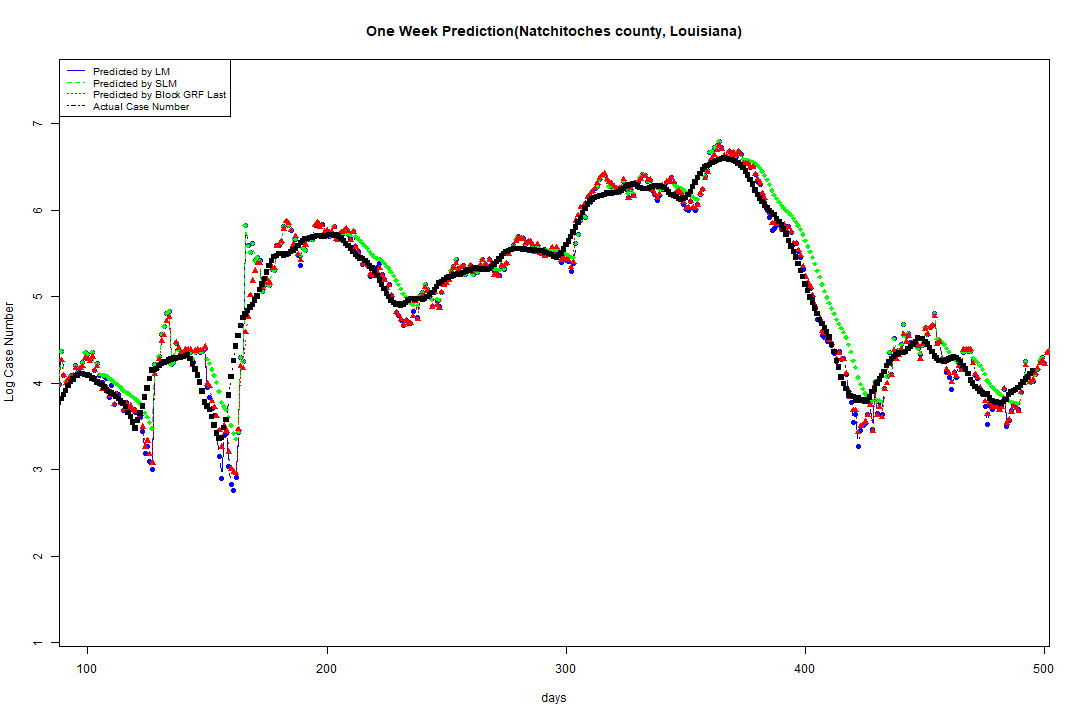 One Week Prediction(Natchitoches county, Louisiana)
Predicted by LM
Predicted by SLM
Predicted by Block GRF Last
Actual Case Number
7
6
5
4
3
2
1
Log Case Number
100 200 300 400 500
days